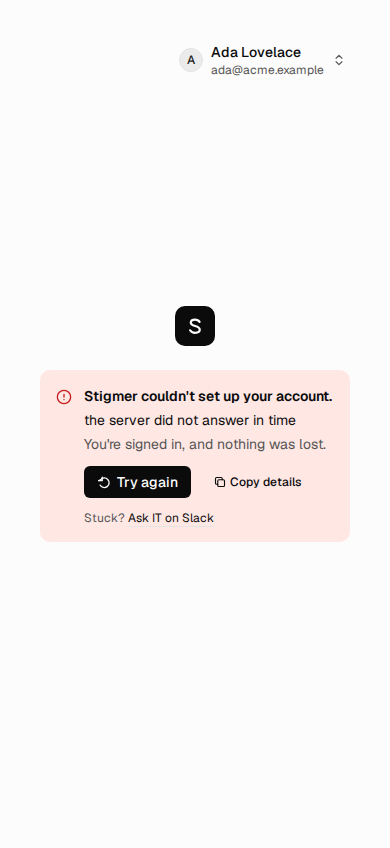 A
Ada Lovelace
ada@acme.example
S
Stigmer couldn't set up your account.
the server did not answer in time
You're signed in, and nothing was lost.
Try again
Copy details
Stuck? Ask IT on Slack